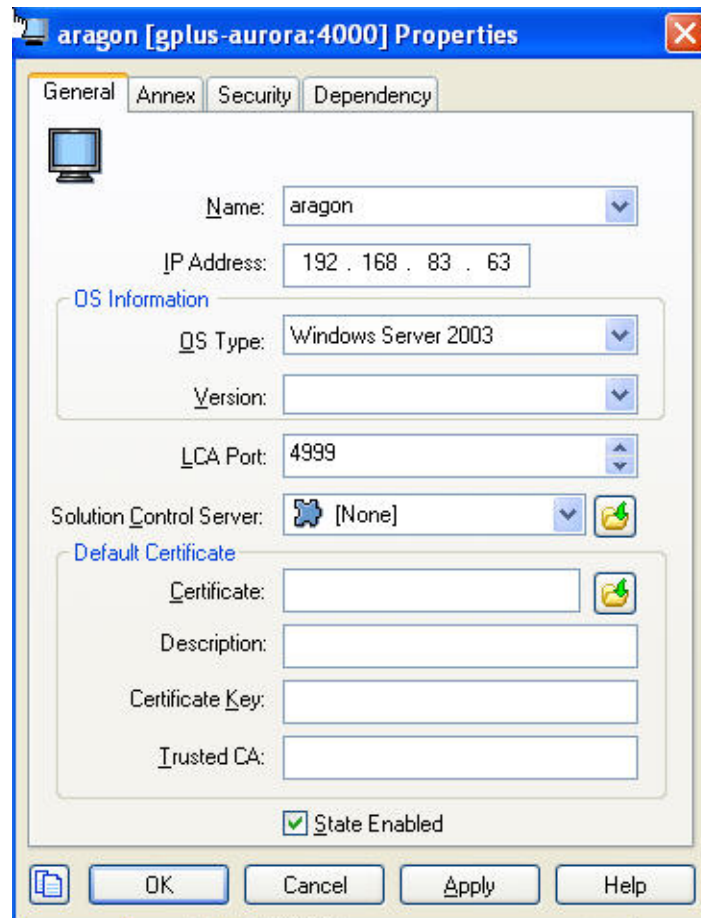 aragon [gplus-aurora:4000] Properties
General Annex Security Dependency
Name: aragon
IP Address: 192 . 168 . 83 . 63
OS Information
OS Type: Windows Server 2003
Version:
LCA Port: 4999
Solution Control Server: [None]
Default Certificate
Certificate:
Description:
Certificate Key:
Trusted CA:
State Enabled
OK Cancel Apply Help